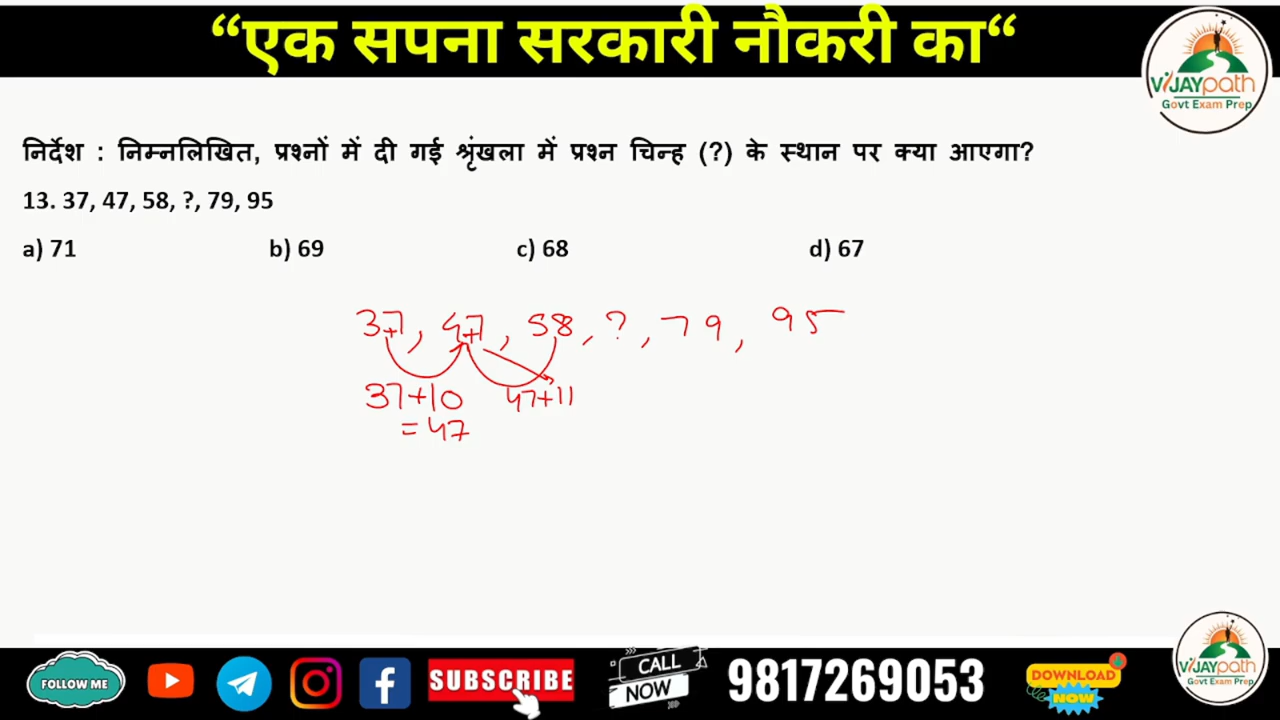 “एक सपना सरकारी नौकरी का“
VIJAYpath
Govt Exam Prep
निर्देश : निम्नलिखित, प्रश्नों में दी गई श्रृंखला में प्रश्न चिन्ह (?) के स्थान पर क्या आएगा?
13. 37, 47, 58, ?, 79, 95
a) 71 b) 69 c) 68 d) 67
37, 47, 58, ?, 79, 95
37+10 47+11
= 47
FOLLOW ME SUBSCRIBE CALL NOW 9817269053 DOWNLOAD NOW
VIJAYpath
Govt Exam Prep